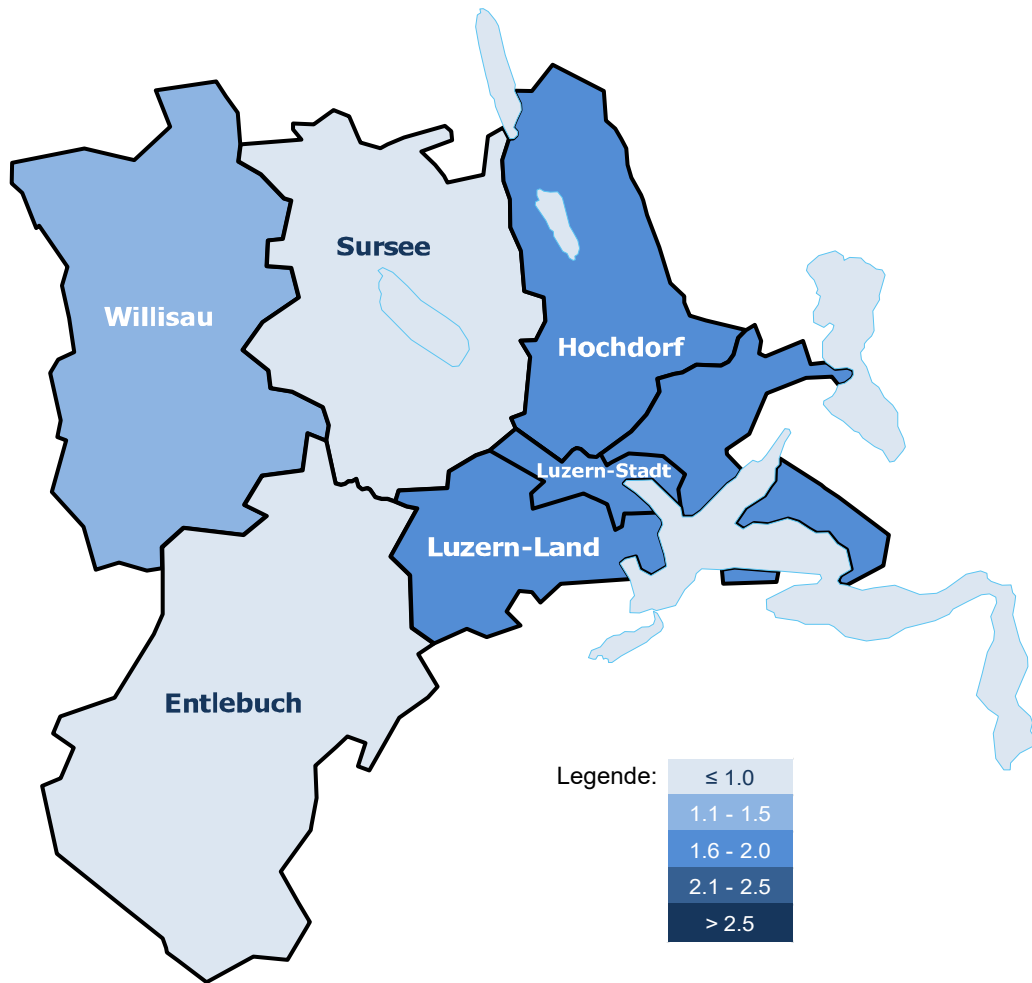 Sursee
Willisau
Hochdorf
Luzern-Stadt
Luzern-Land
Entlebuch
Legende:
≤ 1.0
1.1 - 1.5
1.6 - 2.0
2.1 - 2.5
> 2.5